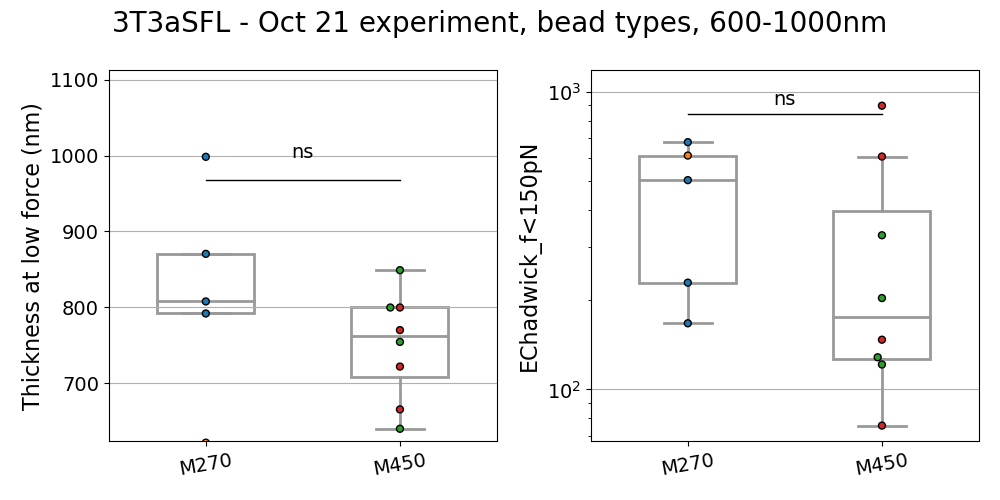 3T3aSFL - Oct 21 experiment, bead types, 600-1000nm
Thickness at low force (nm)
1100
1000
900
800
700
ns
M270
M450
EChadwick_f<150pN
10³
10²
ns
M270
M450